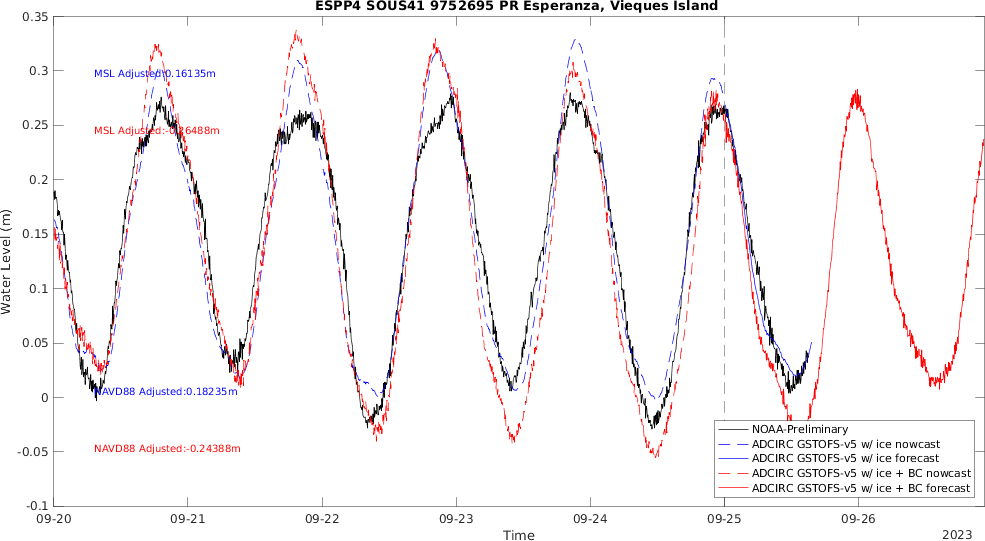 ESPP4 SOUS41 9752695 PR Esperanza, Vieques Island
0.35
0.3
0.25
0.2
0.15
0.1
0.05
0
-0.05
-0.1
Water Level (m)
MSL Adjusted:0.16135m
MSL Adjusted:-0.26488m
NAVD88 Adjusted:0.18235m
NAVD88 Adjusted:-0.24388m
NOAA-Preliminary
ADCIRC GSTOFS-v5 w/ ice nowcast
ADCIRC GSTOFS-v5 w/ ice forecast
ADCIRC GSTOFS-v5 w/ ice + BC nowcast
ADCIRC GSTOFS-v5 w/ ice + BC forecast
09-20 09-21 09-22 09-23 09-24 09-25 09-26
Time
2023